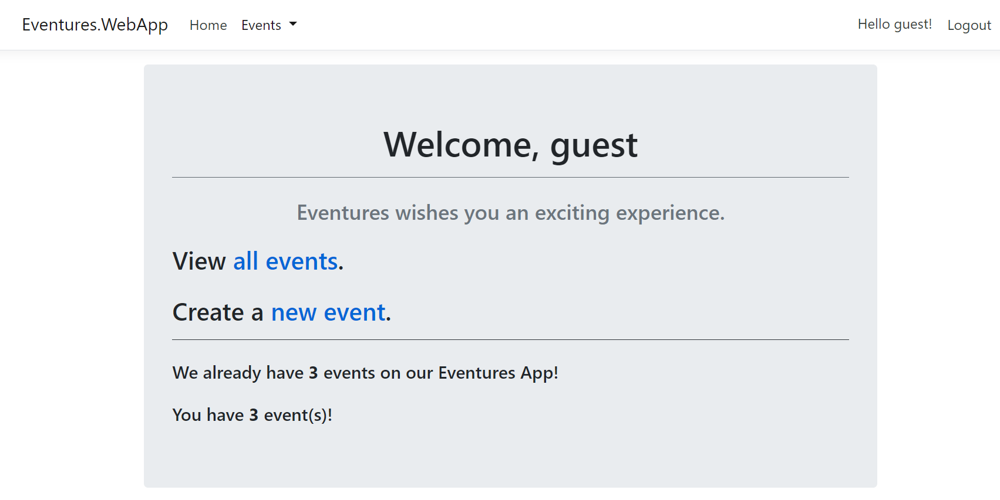 Eventures.WebApp Home Events Hello guest! Logout
Welcome, guest
Eventures wishes you an exciting experience.
View all events.
Create a new event.
We already have 3 events on our Eventures App!
You have 3 event(s)!